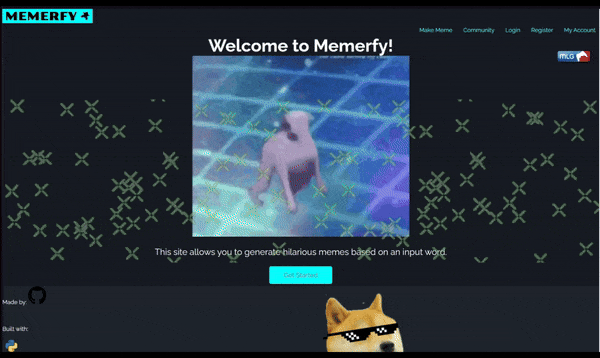 MEMERFY
Make Meme Community Login Register My Account
MLG
Welcome to Memerfy!
This site allows you to generate hilarious memes based on an input word.
Get Started
Made by:
Built with: